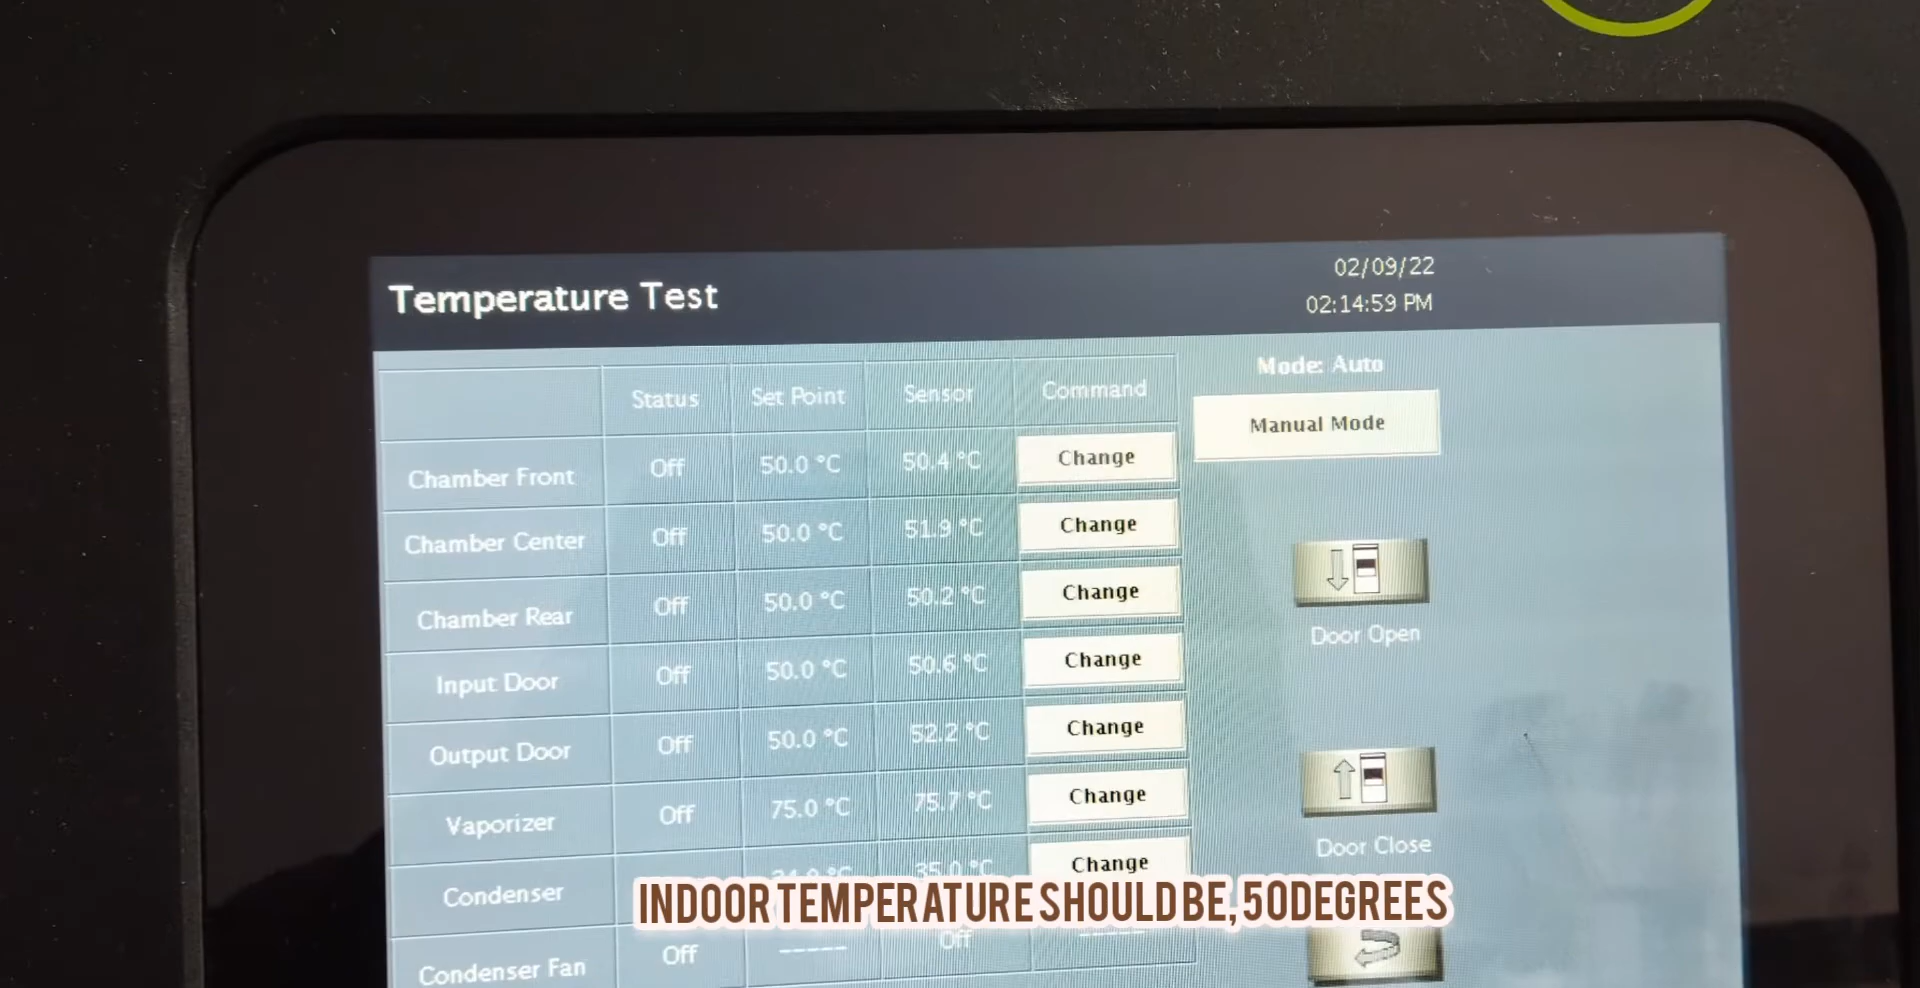 Temperature Test
02/09/22
02:14:59 PM
Status Set Point Sensor Command
Mode: Auto
Manual Mode
Chamber Front Off 50.0 °C 50.4 °C Change
Chamber Center Off 50.0 °C 51.9 °C Change
Chamber Rear Off 50.0 °C 50.2 °C Change
Door Open
Input Door Off 50.0 °C 50.6 °C Change
Output Door Off 50.0 °C 52.2 °C Change
Vaporizer Off 75.0 °C 75.7 °C Change
Door Close
Condenser 35.0 °C Change
INDOOR TEMPERATURE SHOULD BE, 50DEGREES
Condenser Fan Off ----- Off -----